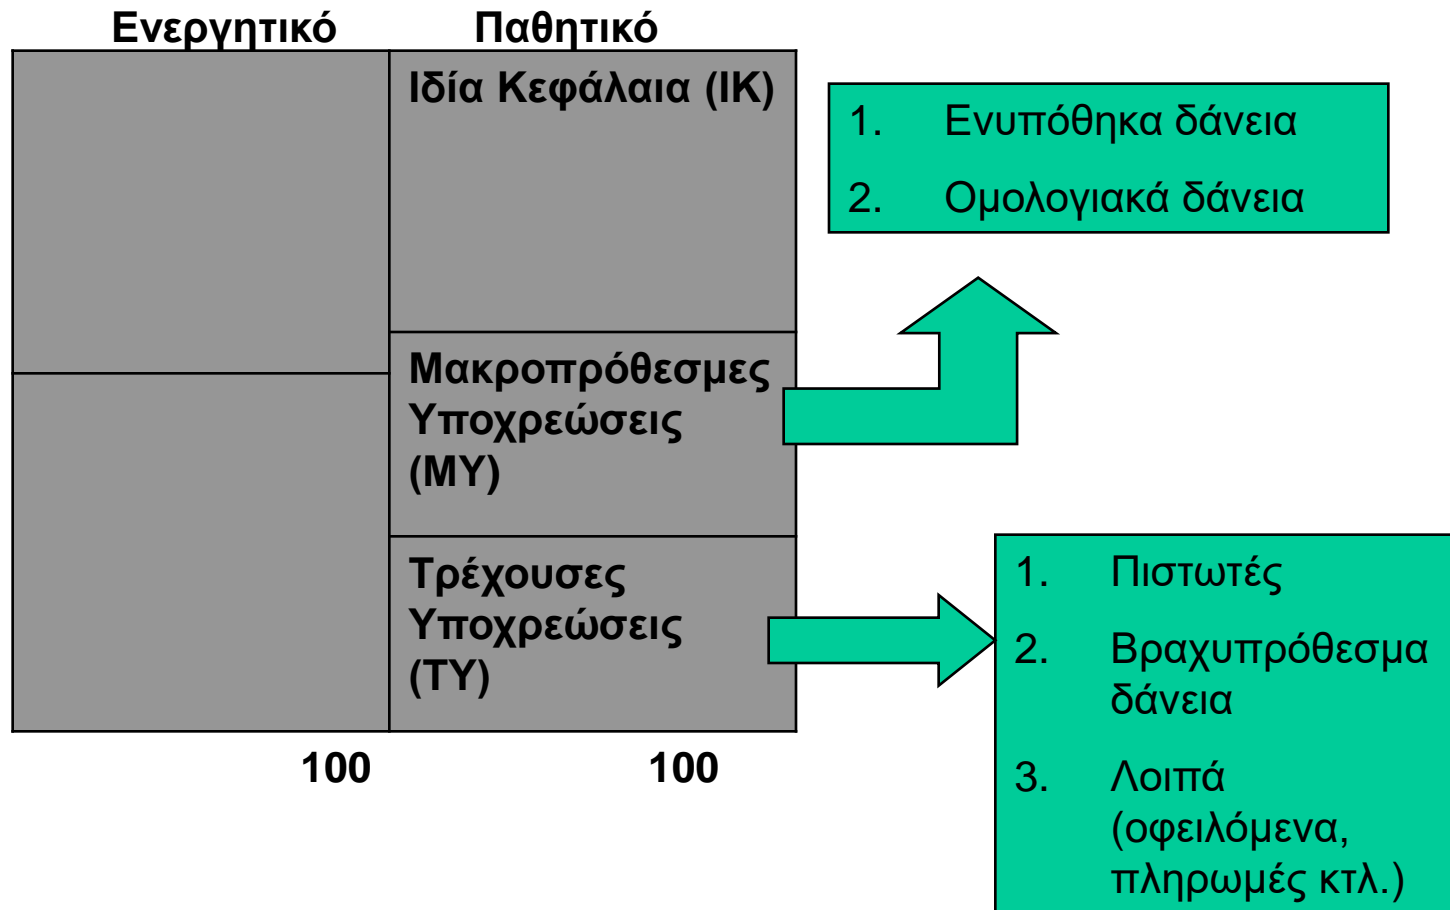 Ενεργητικό Παθητικό
Ιδία Κεφάλαια (ΙΚ)
Μακροπρόθεσμες
Υποχρεώσεις
(ΜΥ)
Τρέχουσες
Υποχρεώσεις
(ΤΥ)
100 100
1. Ενυπόθηκα δάνεια
2. Ομολογιακά δάνεια
1. Πιστωτές
2. Βραχυπρόθεσμα
δάνεια
3. Λοιπά
(οφειλόμενα,
πληρωμές κτλ.)